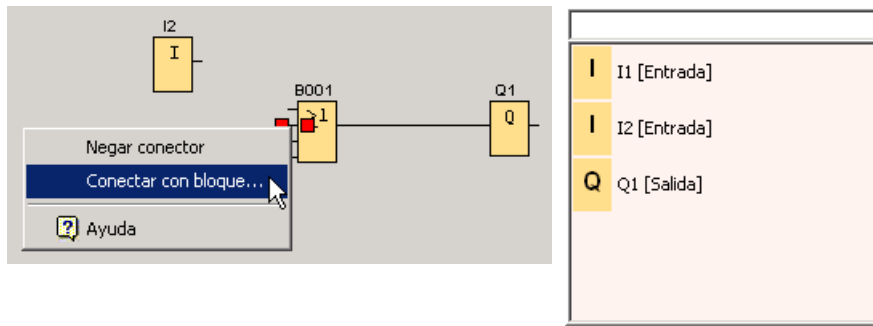 I2
I
B001
≥1
Q1
Q
Negar conector
Conectar con bloque...
? Ayuda
I I1 [Entrada]
I I2 [Entrada]
Q Q1 [Salida]